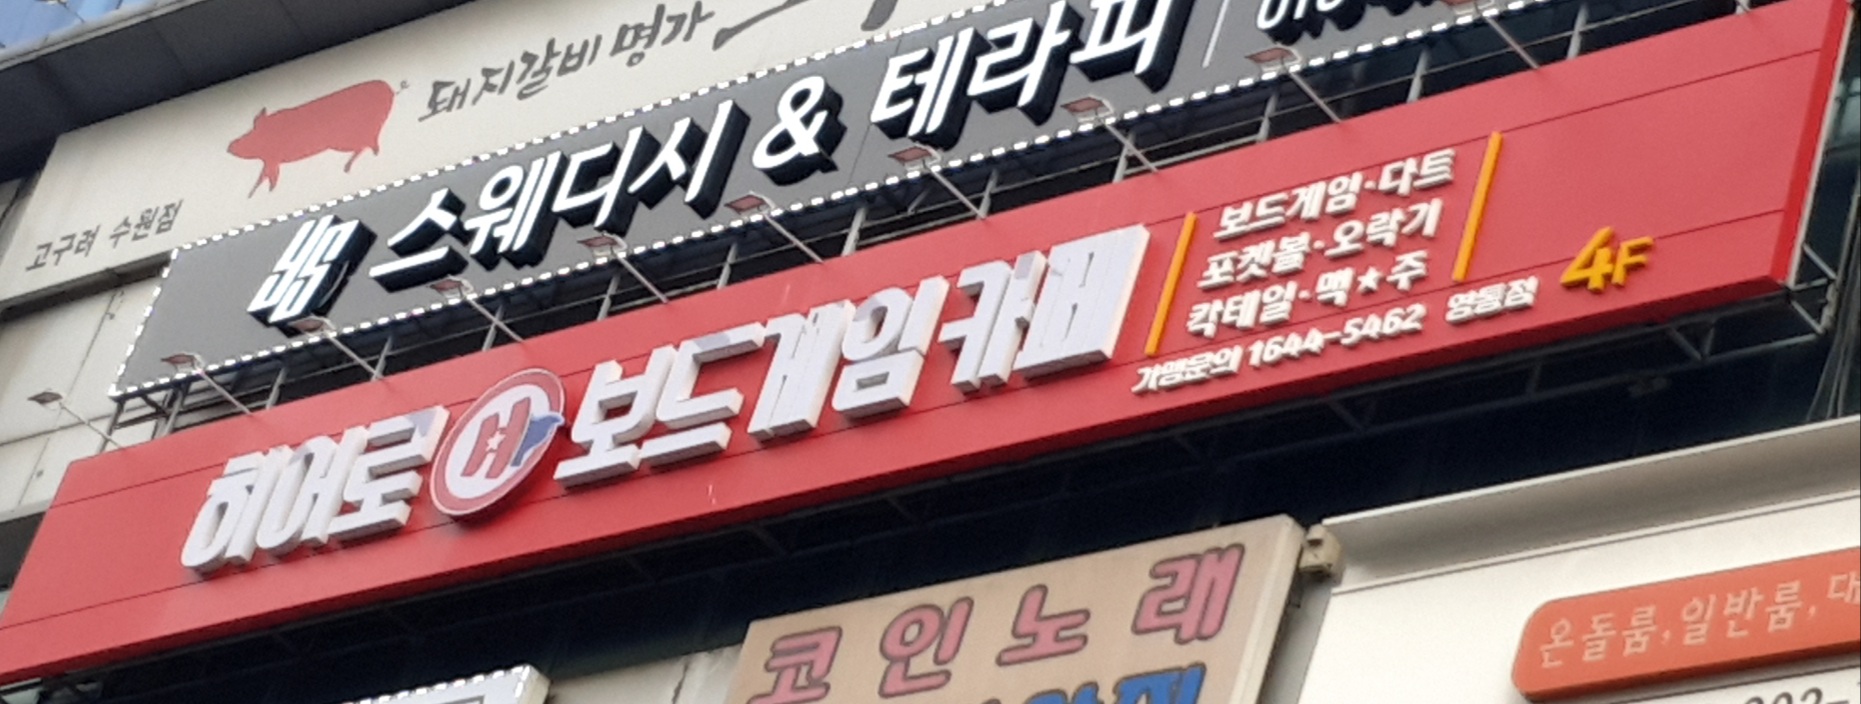 돼지갈비 명가
고구려 수원점
스웨디시 & 테라피
히어로 H 보드게임카페
보드게임·다트
포켓볼·오락기
칵테일·맥★주
가맹문의 1644-5462 영통점
4F
코인노래
온돌룸, 일반룸, 대